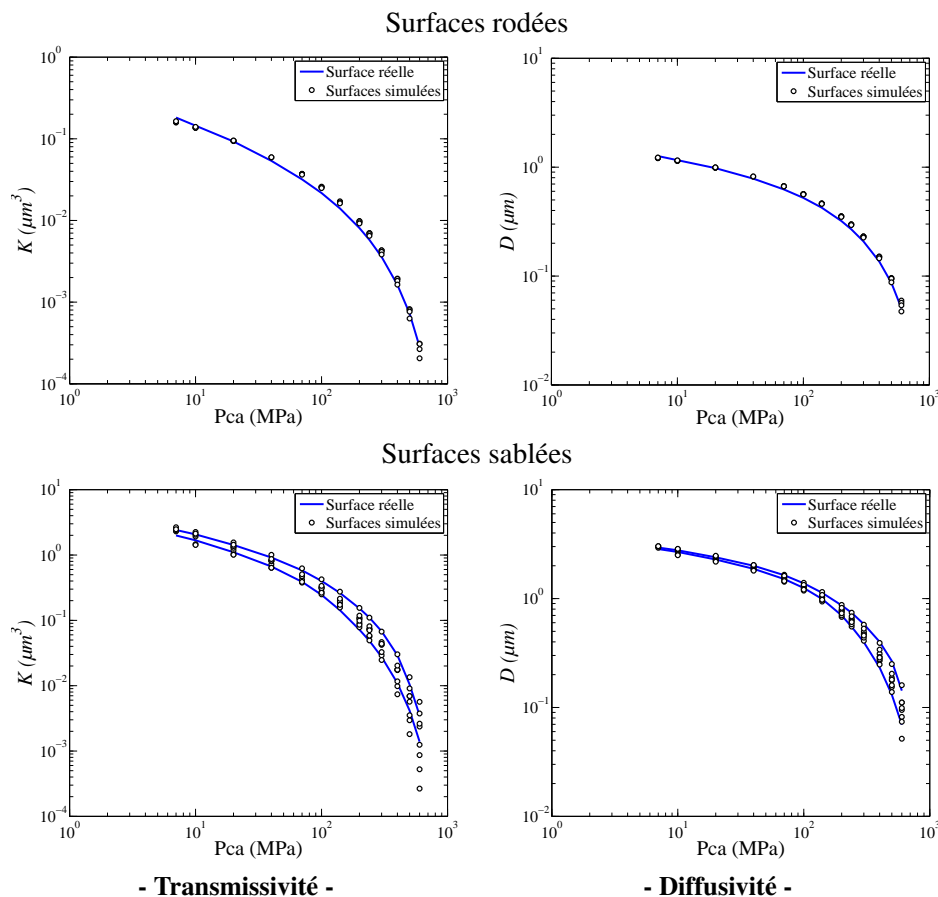 Surfaces rodées
10^0
10^-1
10^-2
10^-3
10^-4
10^0 10^1 10^2 10^3
K (μm^3)
Pca (MPa)
Surface réelle
Surfaces simulées
10^1
10^0
10^-1
10^-2
10^0 10^1 10^2 10^3
D (μm)
Pca (MPa)
Surface réelle
Surfaces simulées
Surfaces sablées
10^1
10^0
10^-1
10^-2
10^-3
10^-4
10^0 10^1 10^2 10^3
K (μm^3)
Pca (MPa)
Surface réelle
Surfaces simulées
10^1
10^0
10^-1
10^-2
10^0 10^1 10^2 10^3
D (μm)
Pca (MPa)
Surface réelle
Surfaces simulées
- Transmissivité -
- Diffusivité -